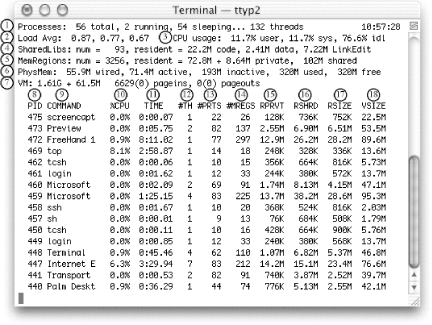 Terminal — ttyp2
1 Processes: 56 total, 2 running, 54 sleeping... 132 threads 10:57:28
2 Load Avg: 0.87, 0.77, 0.67 3 CPU usage: 11.7% user, 11.7% sys, 76.6% idl
4 SharedLibs: num = 93, resident = 22.2M code, 2.41M data, 7.22M LinkEdit
5 MemRegions: num = 3256, resident = 72.8M + 8.64M private, 102M shared
6 PhysMem: 55.9M wired, 71.4M active, 193M inactive, 320M used, 320M free
7 VM: 1.61G + 61.5M 6629(0) pageins, 0(0) pageouts
8 9 10 11 12 13 14 15 16 17 18
PID COMMAND %CPU TIME #TH #PRTS #MREGS RPRVT RSHRD RSIZE VSIZE
475 screencapt 0.0% 0:00.07 1 22 26 128K 736K 752K 22.5M
473 Preview 0.0% 0:05.75 2 82 137 2.55M 6.90M 6.51M 53.5M
472 FreeHand 1 0.9% 0:11.02 1 77 297 12.9M 26.2M 28.2M 89.6M
469 top 8.1% 2:58.87 1 14 18 248K 328K 336K 13.6M
462 tcsh 0.0% 0:00.06 1 10 15 356K 664K 816K 5.73M
461 login 0.0% 0:01.62 1 12 33 244K 380K 572K 13.7M
460 Microsoft 0.0% 0:02.09 2 69 91 1.74M 8.13M 4.15M 47.1M
459 Microsoft 0.0% 1:25.15 4 83 225 13.7M 38.2M 28.6M 95.3M
458 ssh 0.0% 0:01.67 1 10 20 368K 524K 816K 2.03M
457 sh 0.0% 0:00.01 1 9 13 76K 684K 508K 1.79M
450 tcsh 0.0% 0:00.11 1 10 16 428K 664K 900K 5.76M
449 login 0.0% 0:00.85 1 12 33 240K 368K 568K 13.7M
448 Terminal 0.9% 0:45.46 4 62 110 1.07M 6.82M 5.37M 46.8M
447 Internet E 6.3% 3:29.94 7 83 212 14.2M 15.1M 23.4M 76.6M
441 Transport 0.0% 0:00.53 2 82 91 740K 3.87M 2.52M 39.7M
440 Palm Deskt 0.9% 0:36.29 1 44 74 776K 5.13M 2.55M 42.1M